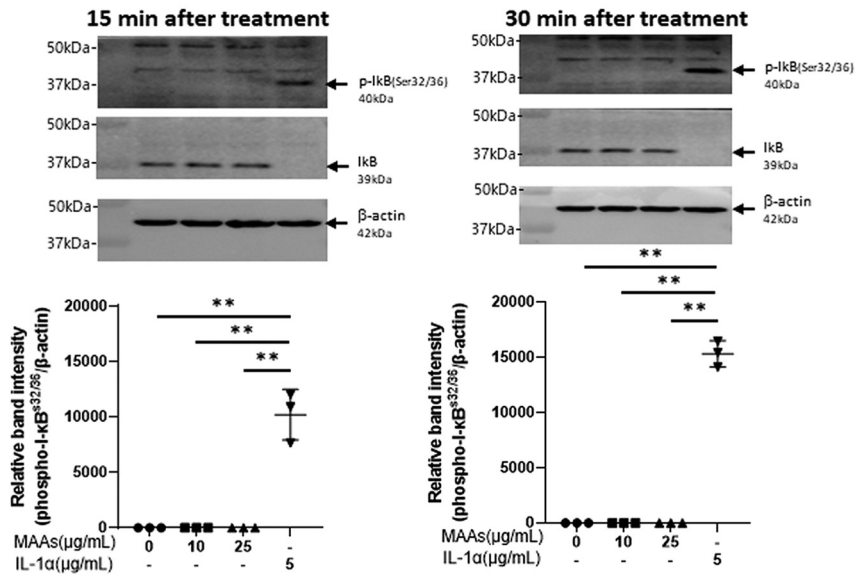 15 min after treatment
50kDa-
37kDa-
p-IkB(Ser32/36)
40kDa
50kDa-
37kDa-
IkB
39kDa
50kDa-
37kDa-
β-actin
42kDa
30 min after treatment
50kDa-
37kDa-
p-IkB(Ser32/36)
40kDa
50kDa-
37kDa-
IkB
39kDa
50kDa-
37kDa-
β-actin
42kDa
Relative band intensity
(phospho-I-κBˢ³²/³⁶/β-actin)
20000
15000
10000
5000
0
**
**
**
MAAs(μg/mL) 0 10 25 -
IL-1α(μg/mL) - - - 5
Relative band intensity
(phospho-I-κBˢ³²/³⁶/β-actin)
20000
15000
10000
5000
0
**
**
**
MAAs(μg/mL) 0 10 25 -
IL-1α(μg/mL) - - - 5